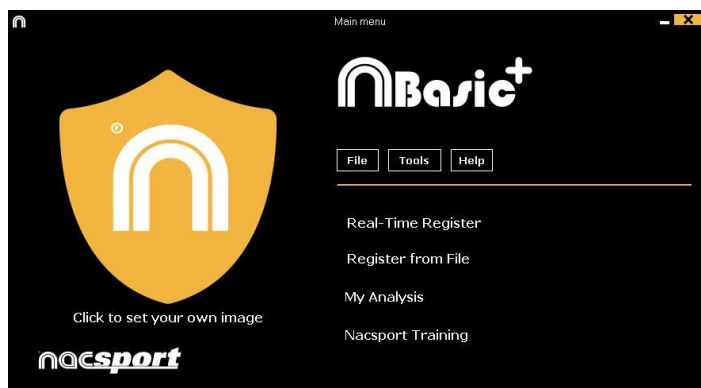 Main menu
Basic+
File
Tools
Help
Real-Time Register
Register from File
My Analysis
Nacsport Training
Click to set your own image
nacsport